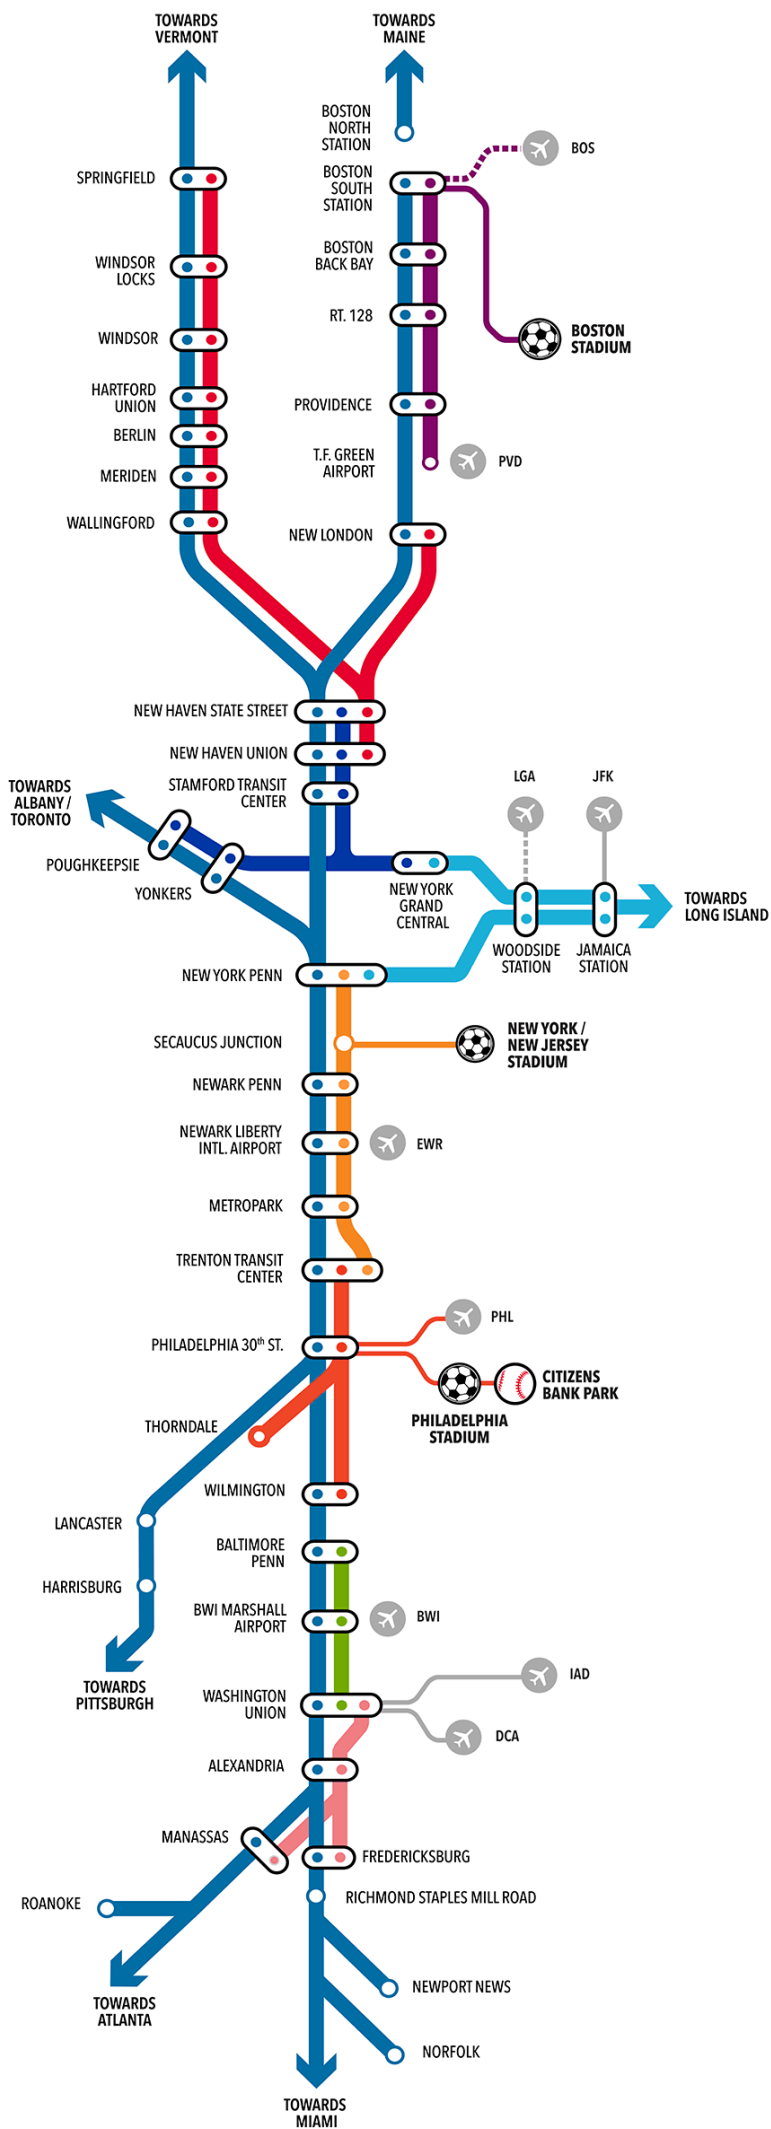 TOWARDS
VERMONT
TOWARDS
MAINE
BOSTON
NORTH
STATION
BOS
SPRINGFIELD
BOSTON
SOUTH
STATION
WINDSOR
LOCKS
BOSTON
BACK BAY
RT. 128
WINDSOR
BOSTON
STADIUM
HARTFORD
UNION
PROVIDENCE
BERLIN
MERIDEN
T.F. GREEN
AIRPORT
PVD
WALLINGFORD
NEW LONDON
NEW HAVEN STATE STREET
NEW HAVEN UNION
STAMFORD TRANSIT
CENTER
LGA
JFK
TOWARDS
ALBANY /
TORONTO
POUGHKEEPSIE
YONKERS
NEW YORK
GRAND
CENTRAL
TOWARDS
LONG ISLAND
WOODSIDE
STATION
JAMAICA
STATION
NEW YORK PENN
SECAUCUS JUNCTION
NEW YORK /
NEW JERSEY
STADIUM
NEWARK PENN
NEWARK LIBERTY
INTL. AIRPORT
EWR
METROPARK
TRENTON TRANSIT
CENTER
PHL
PHILADELPHIA 30th ST.
CITIZENS
BANK PARK
PHILADELPHIA
STADIUM
THORNDALE
WILMINGTON
LANCASTER
BALTIMORE
PENN
HARRISBURG
BWI MARSHALL
AIRPORT
BWI
TOWARDS
PITTSBURGH
WASHINGTON
UNION
IAD
DCA
ALEXANDRIA
MANASSAS
FREDERICKSBURG
ROANOKE
RICHMOND STAPLES MILL ROAD
NEWPORT NEWS
TOWARDS
ATLANTA
NORFOLK
TOWARDS
MIAMI